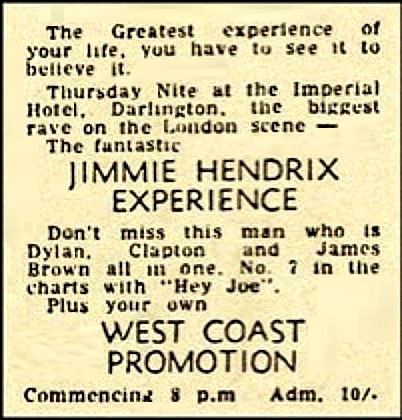 The Greatest experience of
your life, you have to see it to
believe it.
Thursday Nite at the Imperial
Hotel, Darlington, the biggest
rave on the London scene —
The fantastic
JIMMIE HENDRIX
EXPERIENCE
Don't miss this man who is
Dylan, Clapton and James
Brown all in one. No. 7 in the
charts with "Hey Joe".
Plus your own
WEST COAST
PROMOTION
Commencing 8 p.m Adm. 10/-